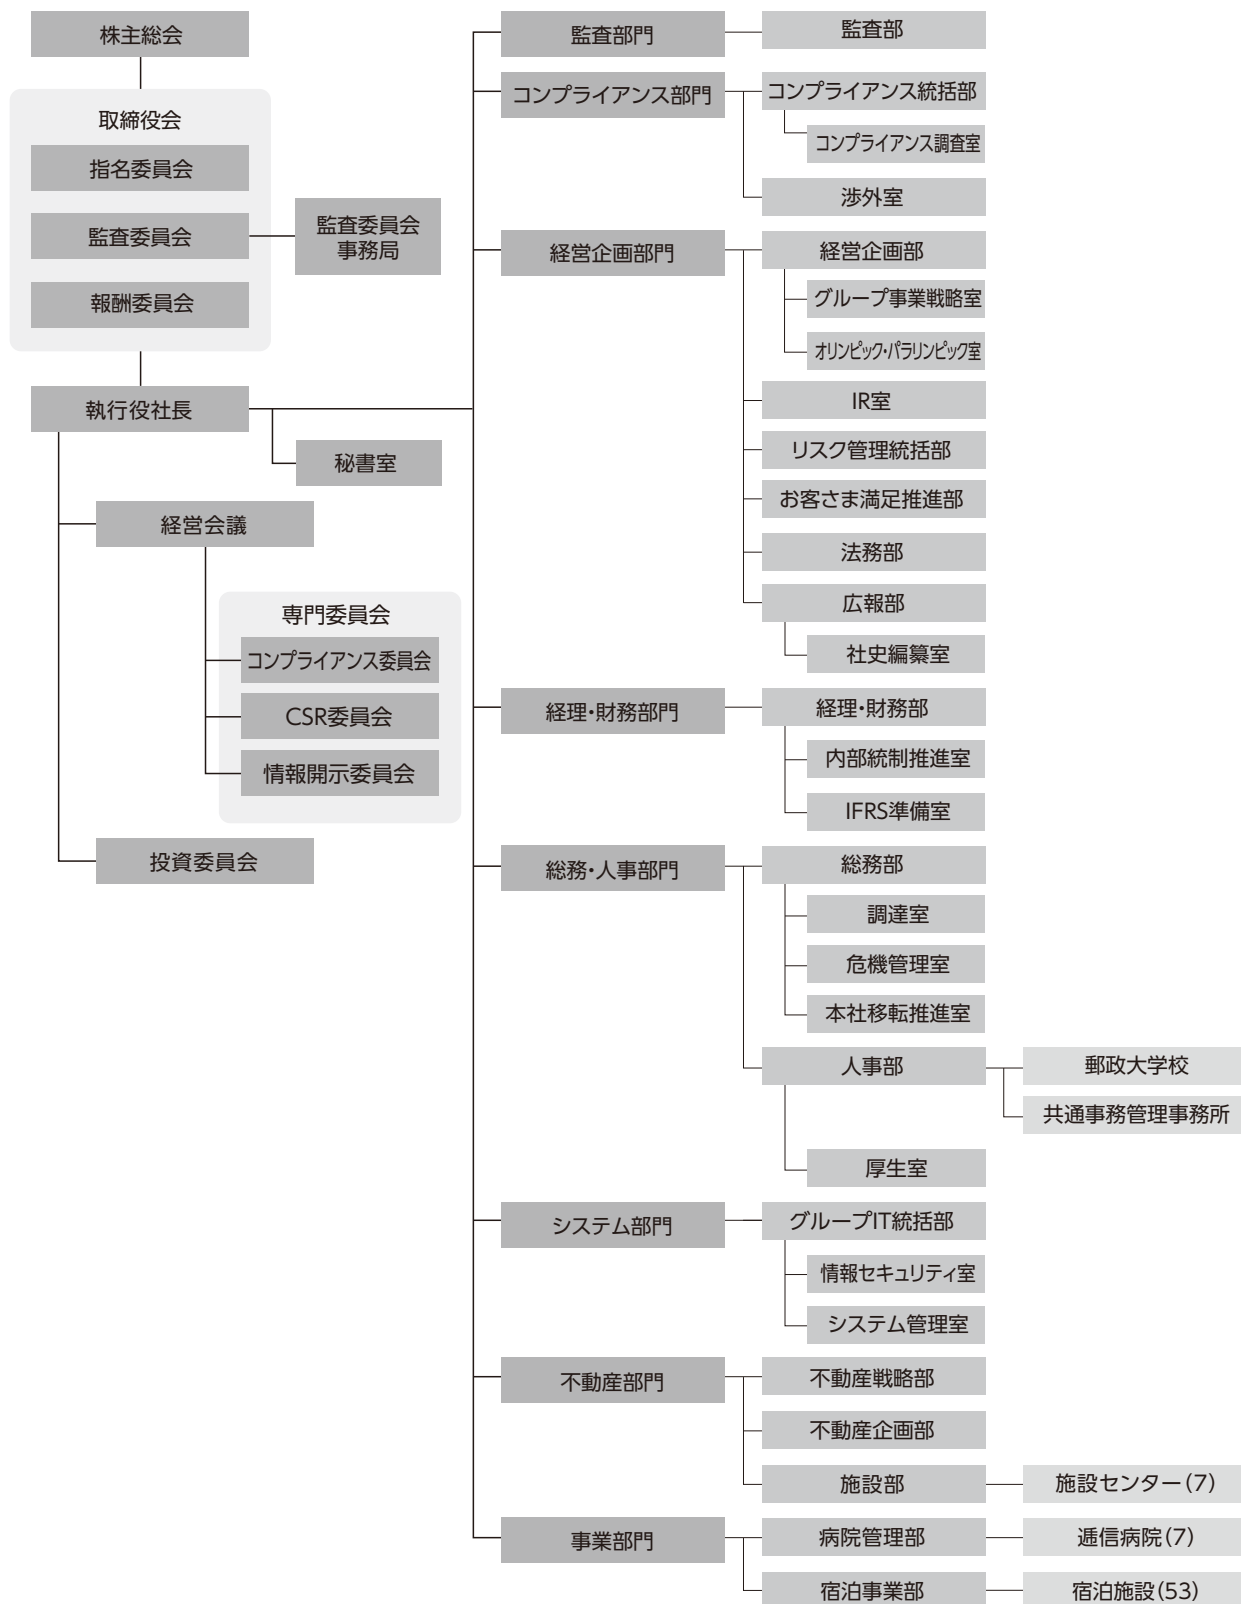 株主総会
取締役会
指名委員会
監査委員会
報酬委員会
監査委員会
事務局
執行役社長
秘書室
経営会議
専門委員会
コンプライアンス委員会
CSR委員会
情報開示委員会
投資委員会
監査部門
監査部
コンプライアンス部門
コンプライアンス統括部
コンプライアンス調査室
渉外室
経営企画部門
経営企画部
グループ事業戦略室
オリンピック・パラリンピック室
IR室
リスク管理統括部
お客さま満足推進部
法務部
広報部
社史編纂室
経理・財務部門
経理・財務部
内部統制推進室
IFRS準備室
総務・人事部門
総務部
調達室
危機管理室
本社移転推進室
人事部
郵政大学校
共通事務管理事務所
厚生室
システム部門
グループIT統括部
情報セキュリティ室
システム管理室
不動産部門
不動産戦略部
不動産企画部
施設部
施設センター(7)
事業部門
病院管理部
逓信病院(7)
宿泊事業部
宿泊施設(53)